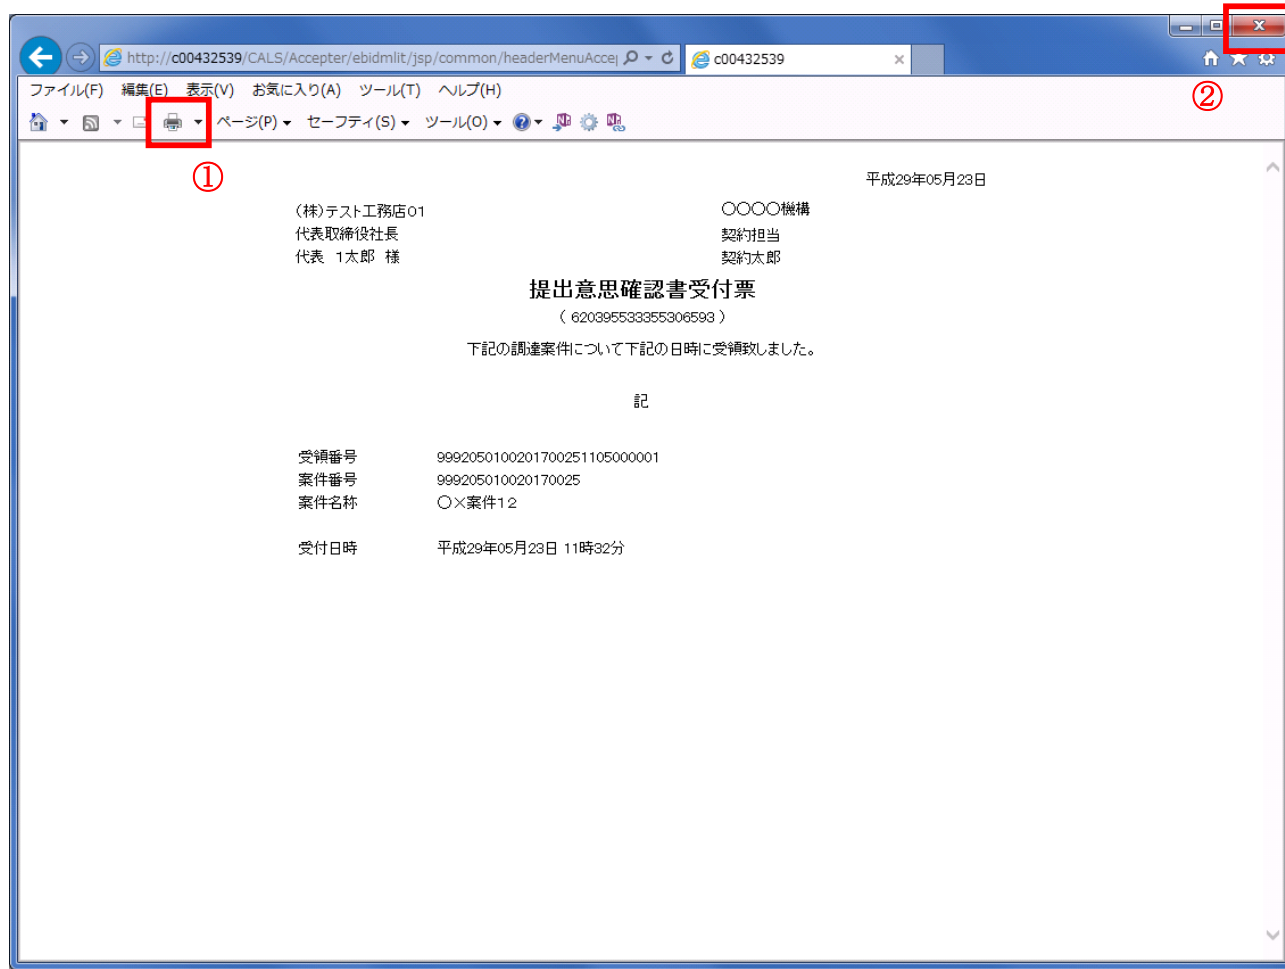 http://c00432539/CALS/Accepter/ebidmlit/jsp/common/headerMenuAccep
c00432539
ファイル(F) 編集(E) 表示(V) お気に入り(A) ツール(T) ヘルプ(H)
②
ページ(P) セーフティ(S) ツール(O)
①
平成29年05月23日
(株)テスト工務店01
○○○○機構
代表取締役社長
契約担当
代表 1太郎 様
契約太郎
提出意思確認書受付票
( 620395533355306593 )
下記の調達案件について下記の日時に受領致しました。
記
受領番号 9992050100201700251105000001
案件番号 999205010020170025
案件名称 ○×案件12
受付日時 平成29年05月23日 11時32分